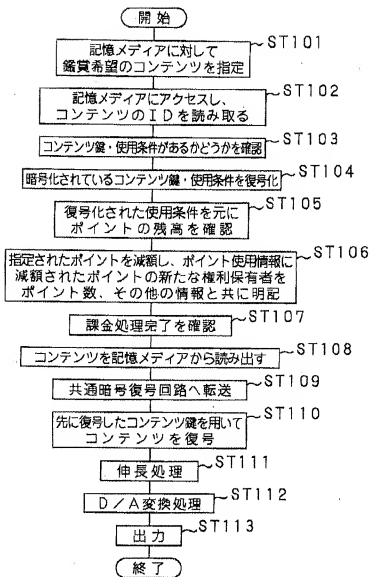 開始
記憶メディアに対して
鑑賞希望のコンテンツを指定
ST101
記憶メディアにアクセスし、
コンテンツのIDを読み取る
ST102
コンテンツ鍵・使用条件があるかどうかを確認
ST103
暗号化されているコンテンツ鍵・使用条件を復号化
ST104
復号化された使用条件を元に
ポイントの残高を確認
ST105
指定されたポイントを減額し、ポイント使用情報に
減額されたポイントの新たな権利保有者を
ポイント数、その他の情報と共に明記
ST106
課金処理完了を確認
ST107
コンテンツを記憶メディアから読み出す
ST108
共通暗号復号回路へ転送
ST109
先に復号したコンテンツ鍵を用いて
コンテンツを復号
ST110
伸長処理
ST111
D/A変換処理
ST112
出力
ST113
終了